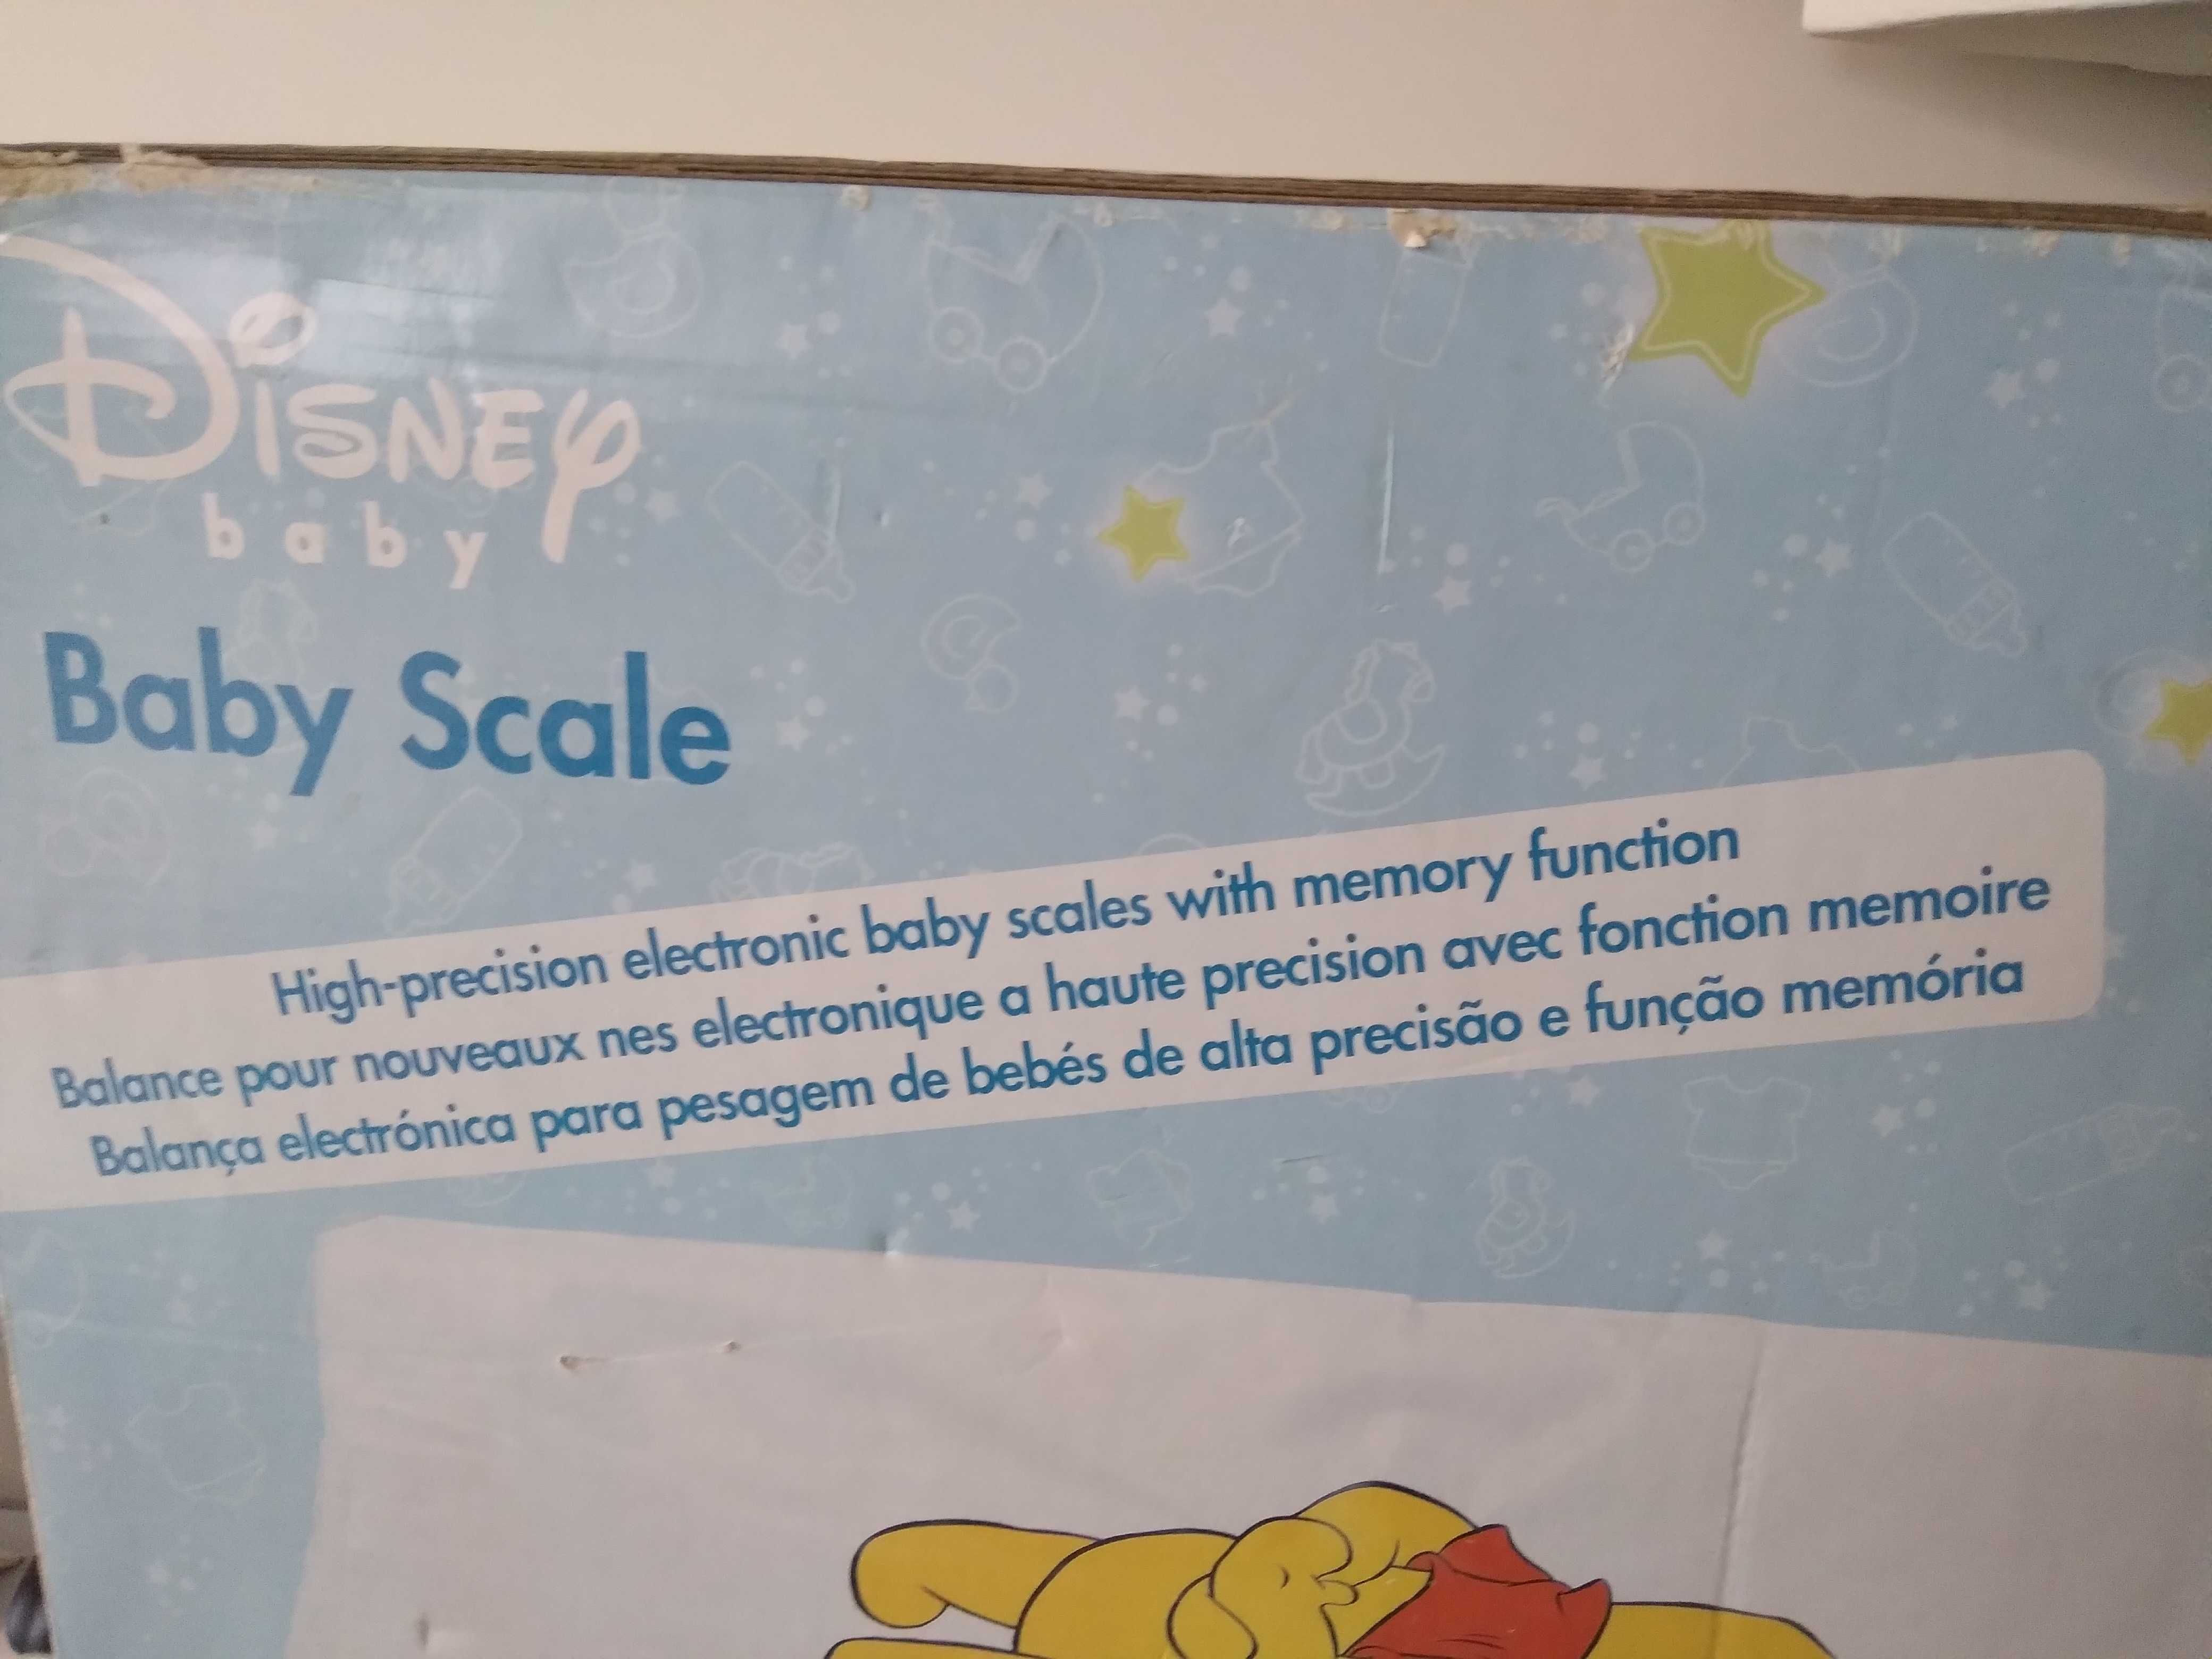 Disney
baby
Baby Scale
High-precision electronic baby scales with memory function
Balance pour nouveaux nes electronique a haute precision avec fonction memoire
Balança electrónica para pesagem de bebés de alta precisão e função memória